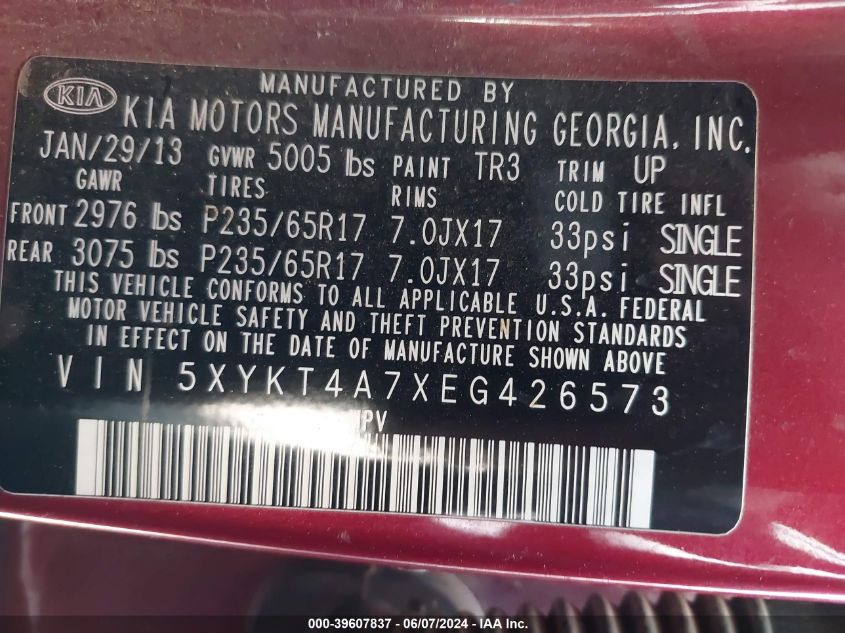 MANUFACTURED BY
KIA KIA MOTORS MANUFACTURING GEORGIA, INC.
JAN/29/13 GVWR 5005 lbs PAINT TR3 TRIM UP
GAWR TIRES RIMS COLD TIRE INFL
FRONT 2976 lbs P235/65R17 7.0JX17 33psi SINGLE
REAR 3075 lbs P235/65R17 7.0JX17 33psi SINGLE
THIS VEHICLE CONFORMS TO ALL APPLICABLE U.S.A. FEDERAL
MOTOR VEHICLE SAFETY AND THEFT PREVENTION STANDARDS
IN EFFECT ON THE DATE OF MANUFACTURE SHOWN ABOVE.
VIN 5XYKT4A7XEG426573
000-39607837 - 06/07/2024 - IAA Inc.